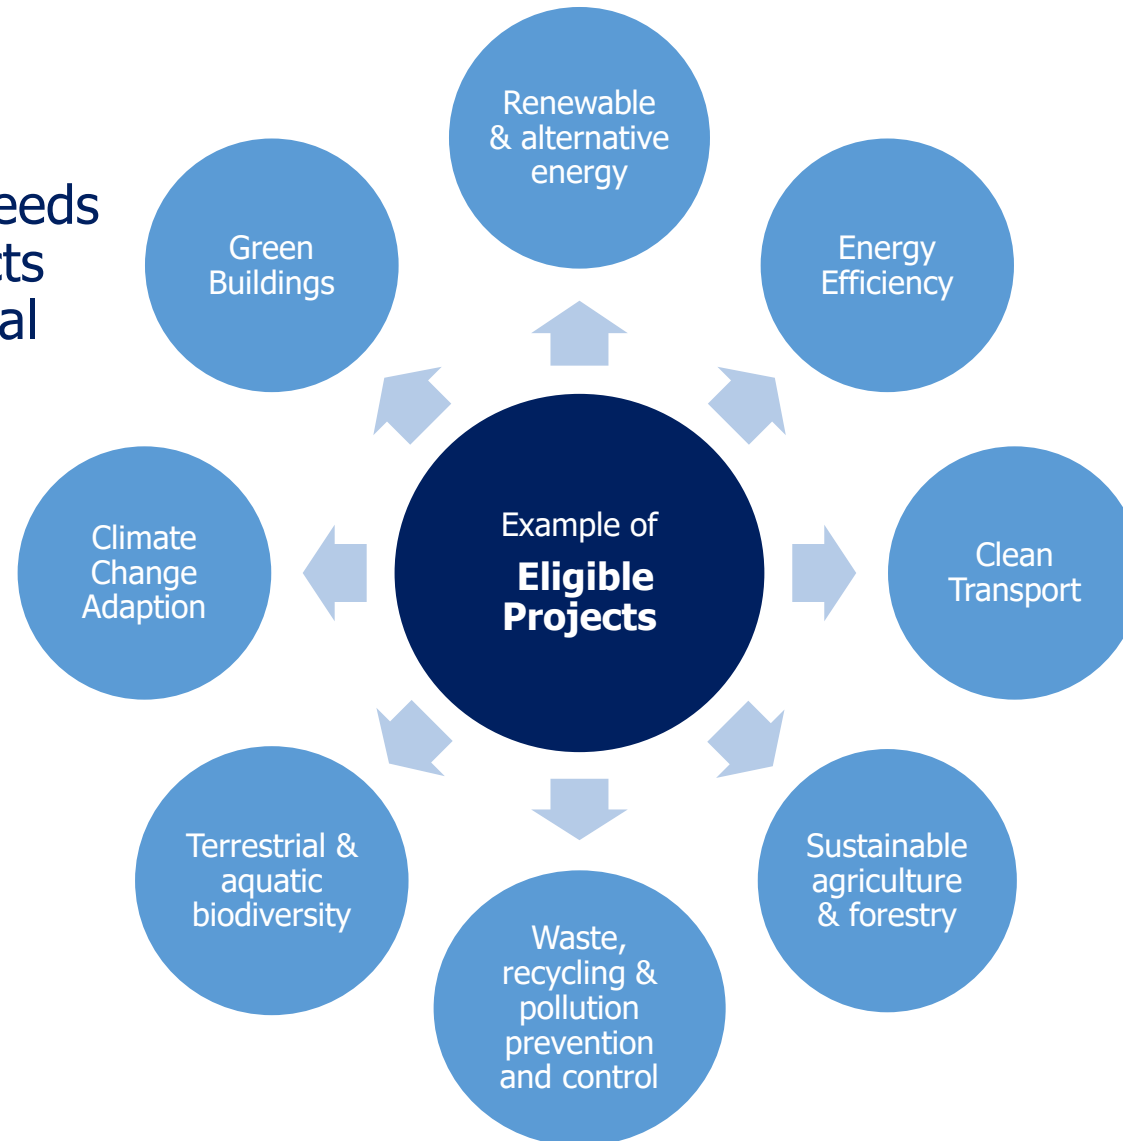 Renewable
& alternative
energy
eeds
cts
al
Green
Buildings
Energy
Efficiency
Example of
Eligible
Projects
Climate
Change
Adaption
Clean
Transport
Terrestrial &
aquatic
biodiversity
Sustainable
agriculture
& forestry
Waste,
recycling &
pollution
prevention
and control